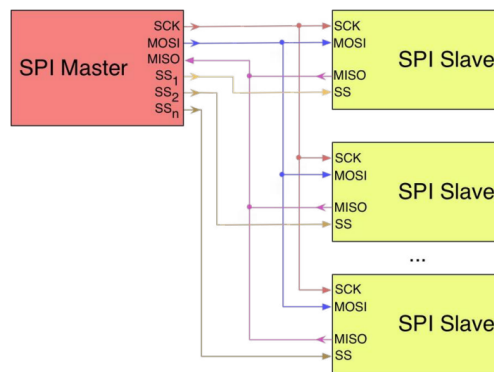 SPI Master
SCK
MOSI
MISO
SS1
SS2
SSn
SCK
MOSI
MISO
SS
SPI Slave
SCK
MOSI
MISO
SS
SPI Slave
...
SCK
MOSI
MISO
SS
SPI Slave